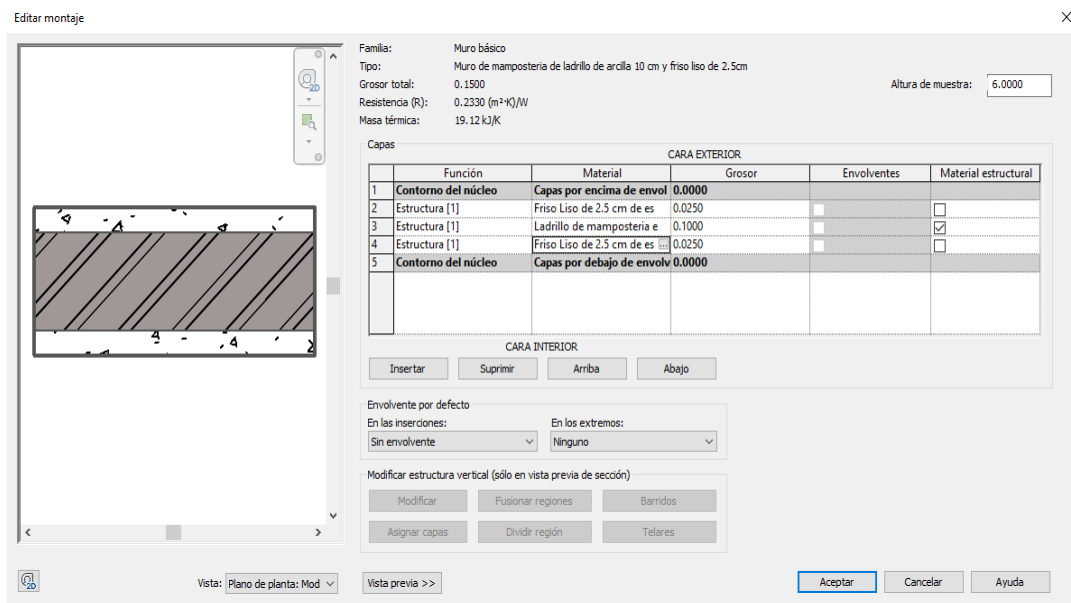 Editar montaje
Familia: Muro básico
Tipo: Muro de mamposteria de ladrillo de arcilla 10 cm y friso liso de 2.5cm
Grosor total: 0.1500
Altura de muestra: 6.0000
Resistencia (R): 0.2330 (m²·K)/W
Masa térmica: 19.12 kJ/K
Capas
CARA EXTERIOR
Función Material Grosor Envolventes Material estructural
1 Contorno del núcleo Capas por encima de envol 0.0000
2 Estructura [1] Friso Liso de 2.5 cm de es 0.0250
3 Estructura [1] Ladrillo de mamposteria e 0.1000
4 Estructura [1] Friso Liso de 2.5 cm de es ... 0.0250
5 Contorno del núcleo Capas por debajo de envolv 0.0000
CARA INTERIOR
Insertar Suprimir Arriba Abajo
Envolvente por defecto
En las inserciones: En los extremos:
Sin envolvente Ninguno
Modificar estructura vertical (sólo en vista previa de sección)
Modificar Fusionar regiones Barridos
Asignar capas Dividir región Telares
2D
2D
Vista: Plano de planta: Mod
Vista previa >>
Aceptar Cancelar Ayuda